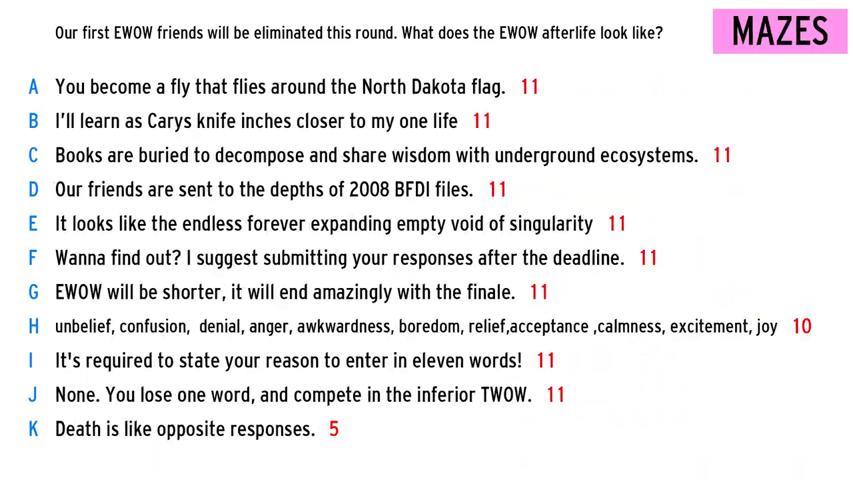 Our first EWOW friends will be eliminated this round. What does the EWOW afterlife look like?
MAZES
A You become a fly that flies around the North Dakota flag. 11
B I'll learn as Carys knife inches closer to my one life 11
C Books are buried to decompose and share wisdom with underground ecosystems. 11
D Our friends are sent to the depths of 2008 BFDI files. 11
E It looks like the endless forever expanding empty void of singularity 11
F Wanna find out? I suggest submitting your responses after the deadline. 11
G EWOW will be shorter, it will end amazingly with the finale. 11
H unbelief, confusion, denial, anger, awkwardness, boredom, relief,acceptance ,calmness, excitement, joy 10
I It's required to state your reason to enter in eleven words! 11
J None. You lose one word, and compete in the inferior TWOW. 11
K Death is like opposite responses. 5